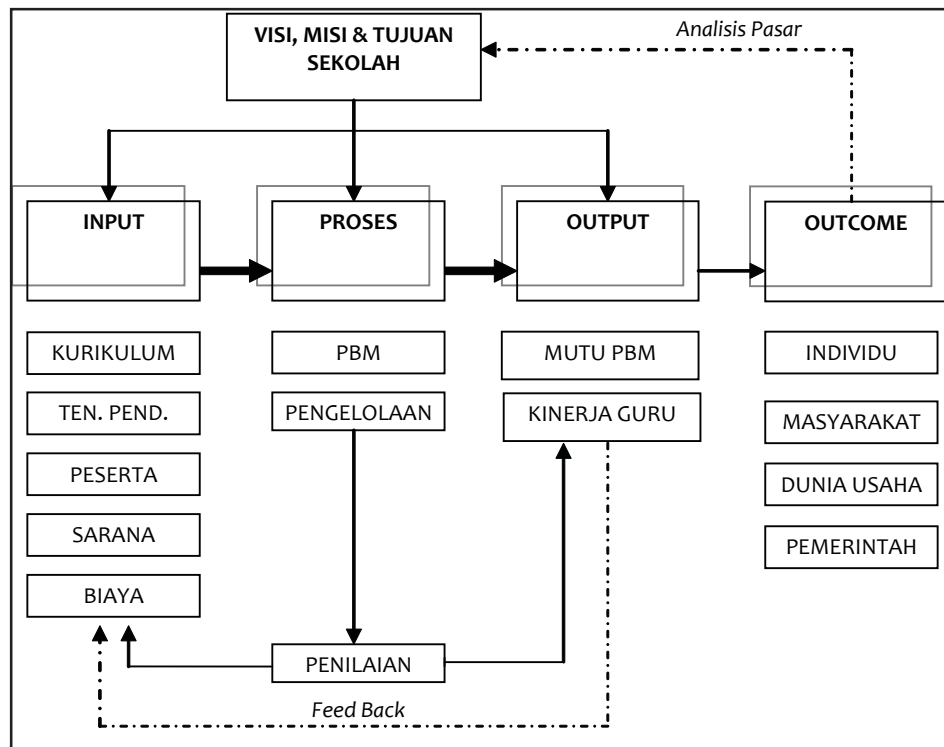 VISI, MISI & TUJUAN
SEKOLAH
Analisis Pasar
INPUT
PROSES
OUTPUT
OUTCOME
KURIKULUM
PBM
MUTU PBM
INDIVIDU
TEN. PEND.
PENGELOLAAN
KINERJA GURU
MASYARAKAT
PESERTA
DUNIA USAHA
SARANA
PEMERINTAH
BIAYA
PENILAIAN
Feed Back